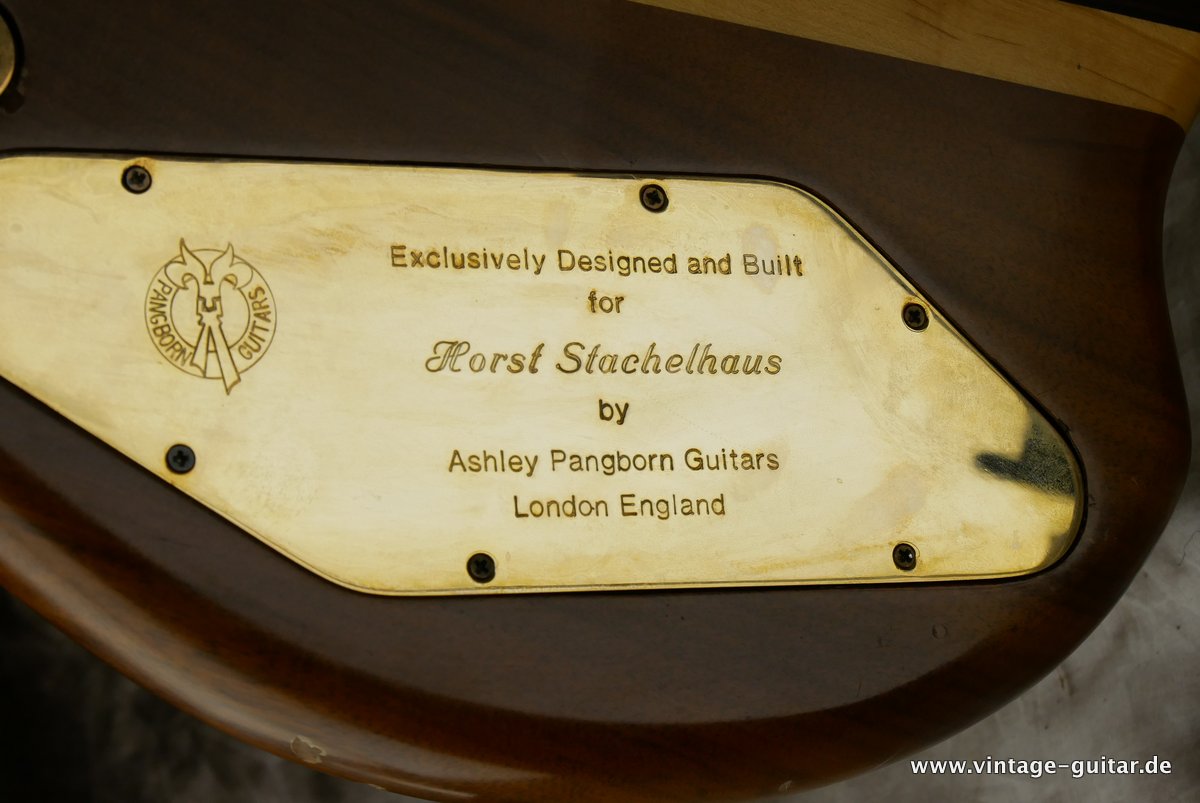 PANGBORN GUITARS
Exclusively Designed and Built
for
Horst Stachelhaus
by
Ashley Pangborn Guitars
London England
www.vintage-guitar.de